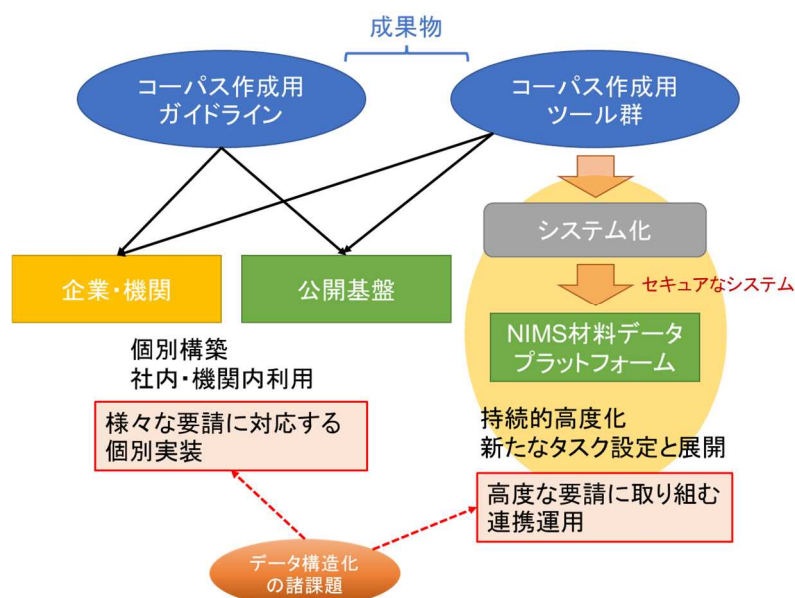 成果物
コーパス作成用
ガイドライン
コーパス作成用
ツール群
システム化
セキュアなシステム
企業・機関
公開基盤
NIMS材料データ
プラットフォーム
個別構築
社内・機関内利用
様々な要請に対応する
個別実装
持続的高度化
新たなタスク設定と展開
高度な要請に取り組む
連携運用
データ構造化
の諸課題